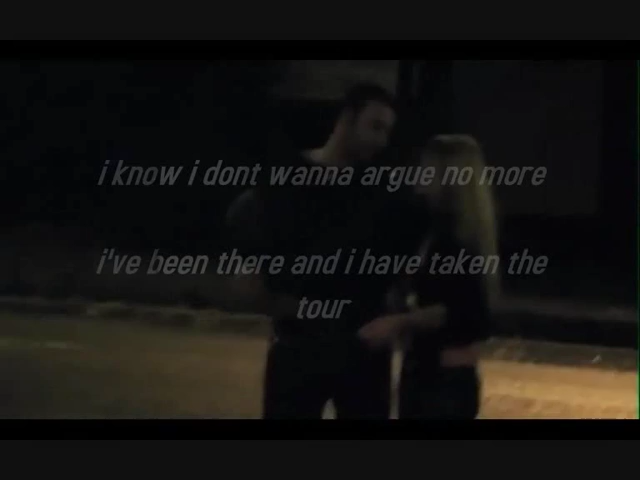 i know i dont wanna argue no more
i've been there and i have taken the
tour